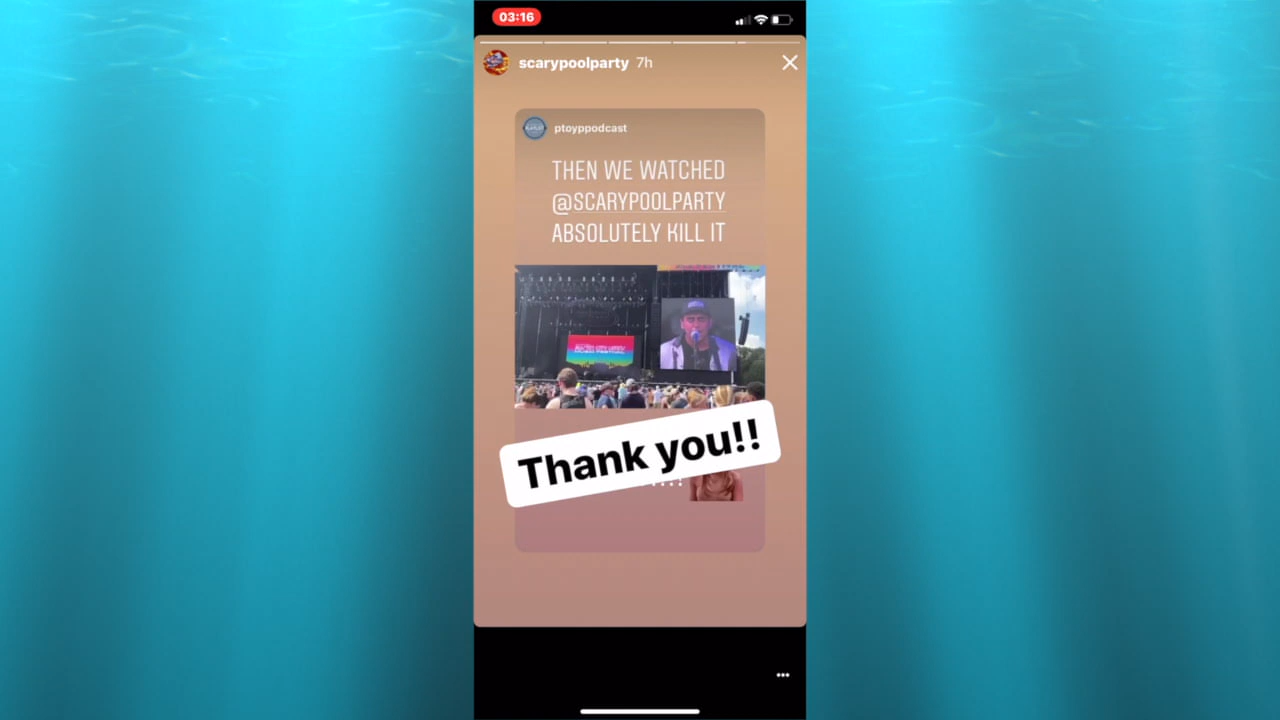 03:16
scarypoolparty 7h
ptoyppodcast
THEN WE WATCHED
@SCARYPOOLPARTY
ABSOLUTELY KILL IT
Thank you!!